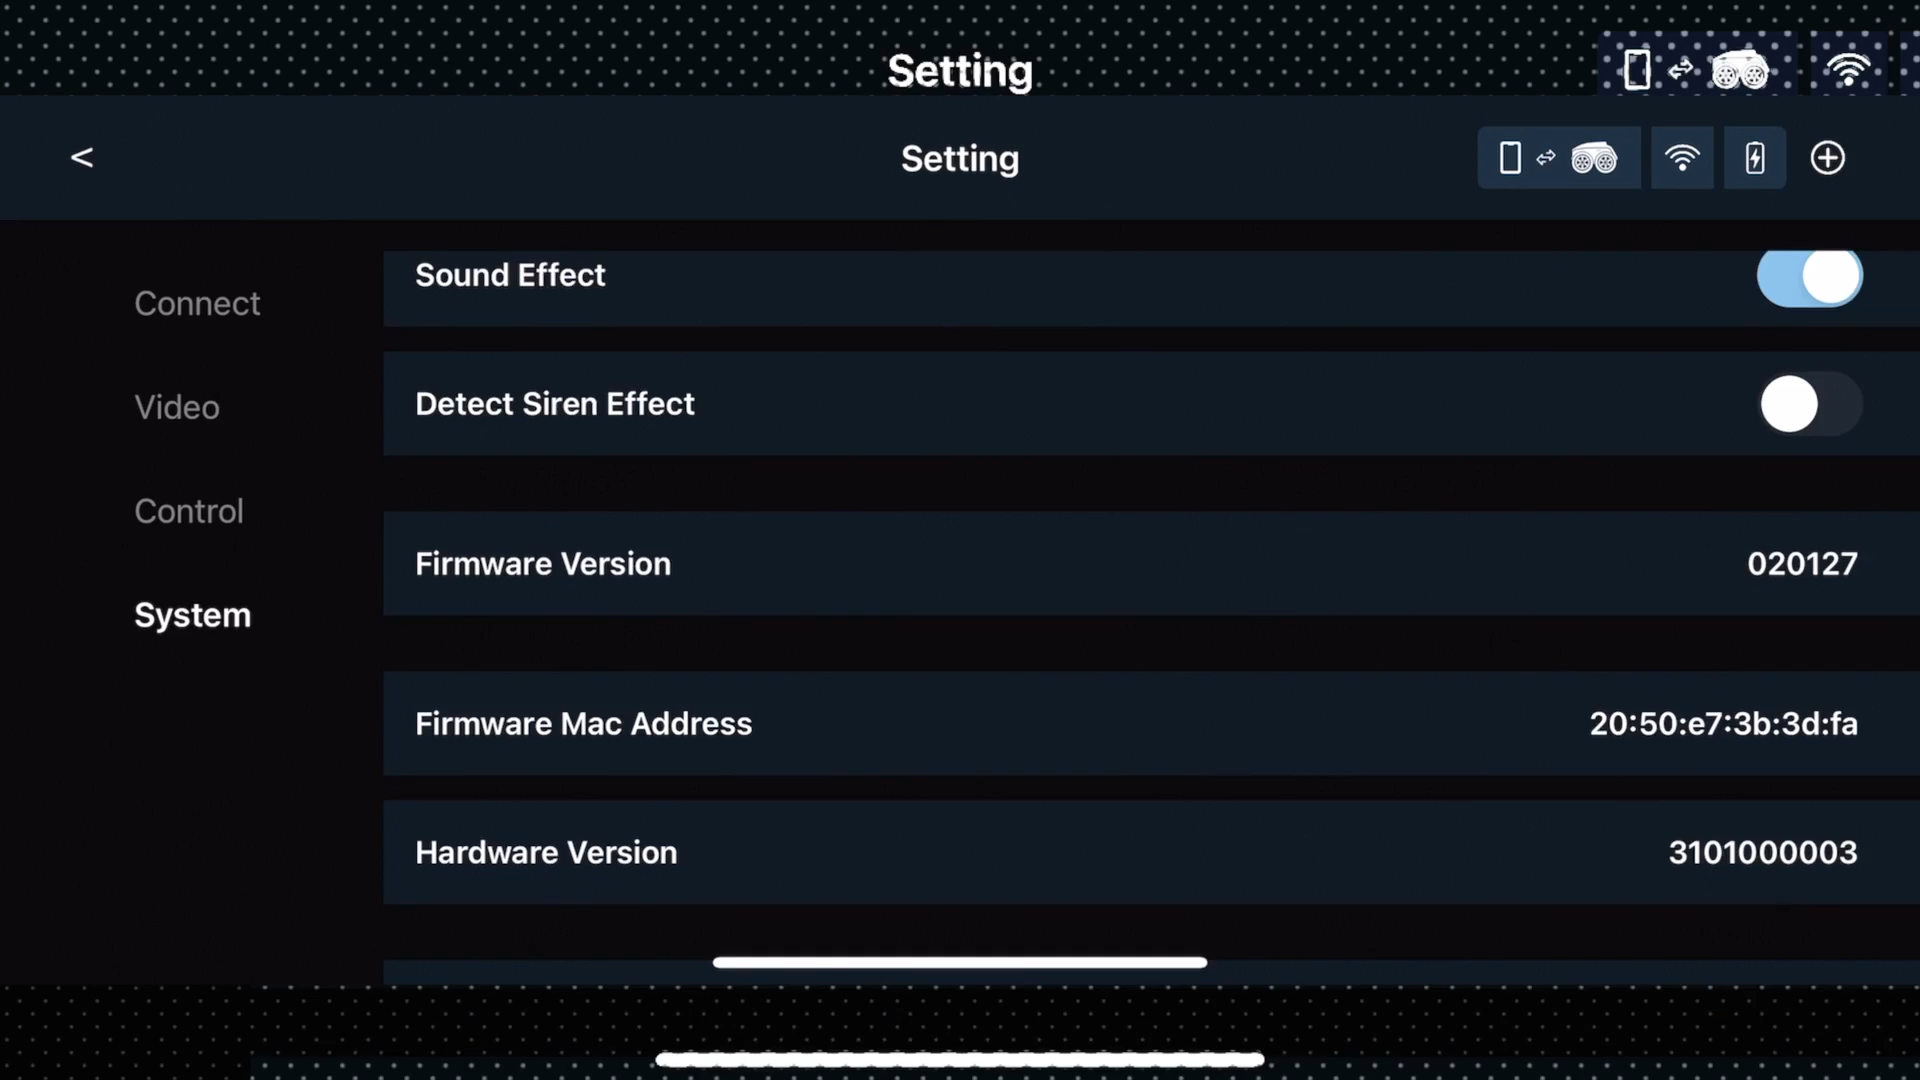 Setting
<
Setting
Connect
Video
Control
System
Sound Effect
Detect Siren Effect
Firmware Version
020127
Firmware Mac Address
20:50:e7:3b:3d:fa
Hardware Version
3101000003